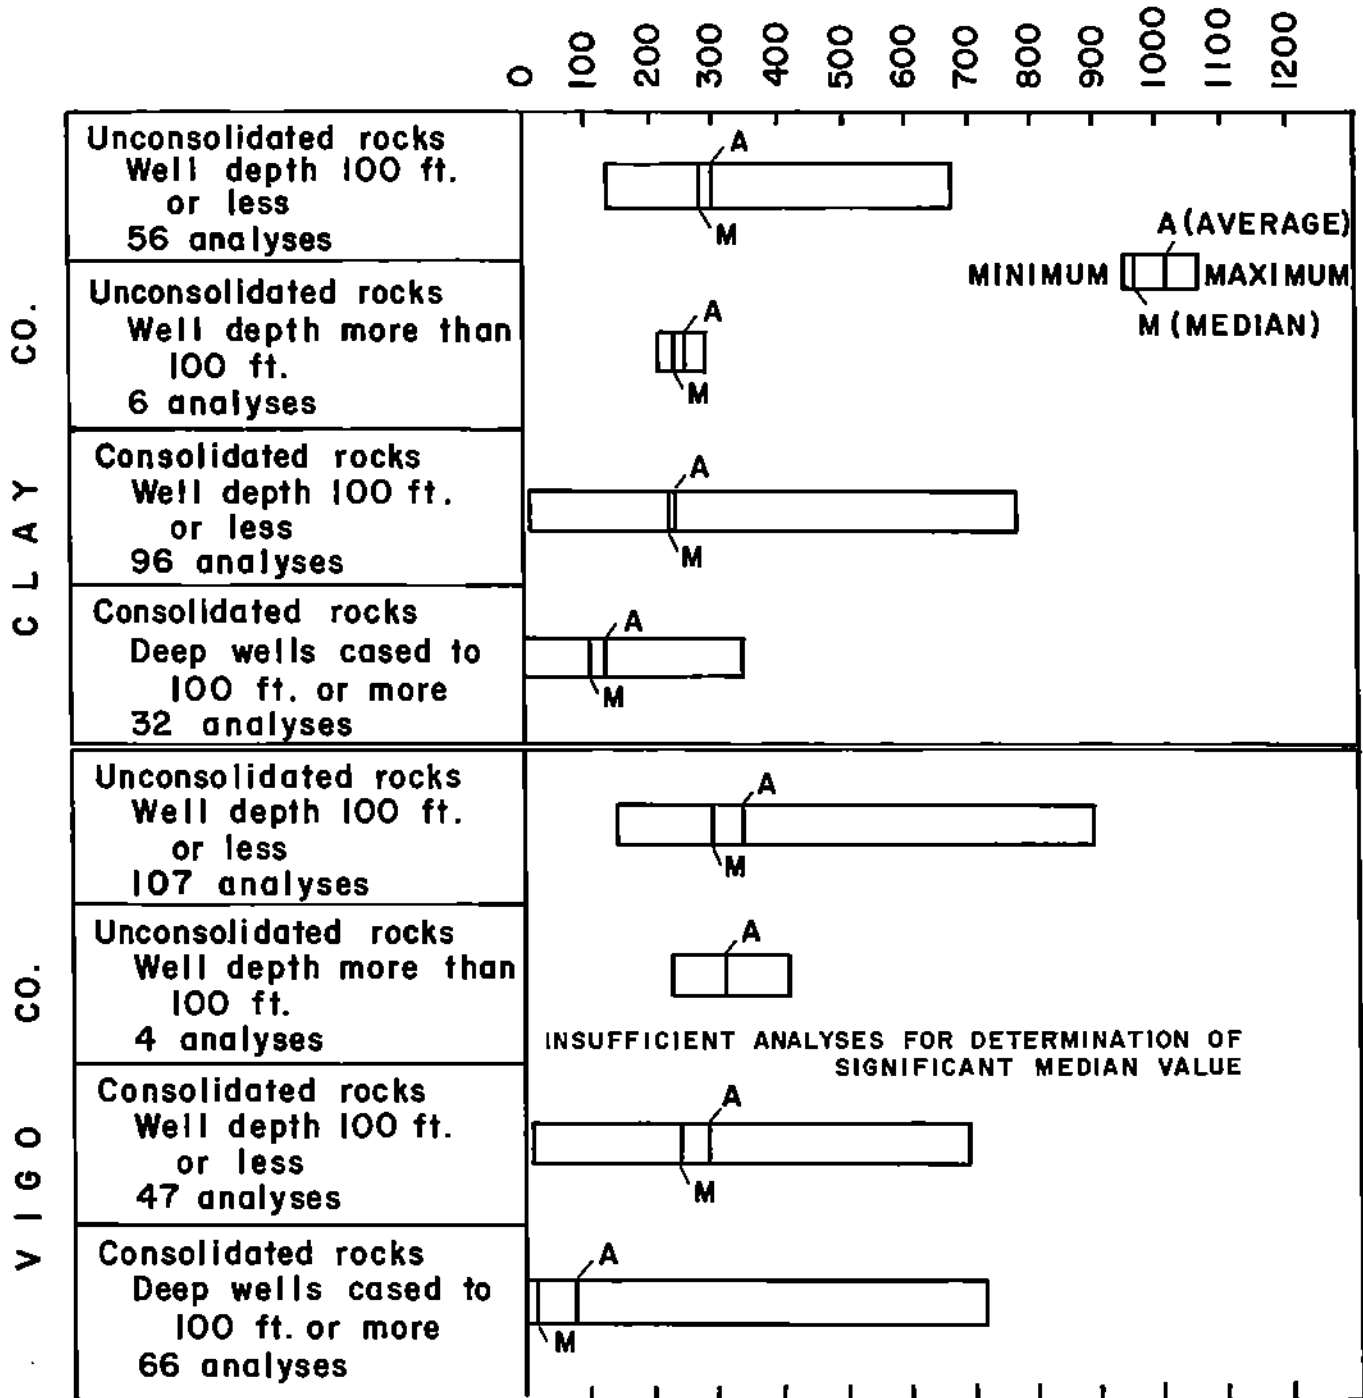 0 100 200 300 400 500 600 700 800 900 1000 1100 1200
CLAY CO.
Unconsolidated rocks
Well depth 100 ft.
or less
56 analyses
A
M
A (AVERAGE)
MINIMUM MAXIMUM
M (MEDIAN)
Unconsolidated rocks
Well depth more than
100 ft.
6 analyses
A
M
Consolidated rocks
Well depth 100 ft.
or less
96 analyses
A
M
Consolidated rocks
Deep wells cased to
100 ft. or more
32 analyses
A
M
VIGO CO.
Unconsolidated rocks
Well depth 100 ft.
or less
107 analyses
A
M
Unconsolidated rocks
Well depth more than
100 ft.
4 analyses
A
INSUFFICIENT ANALYSES FOR DETERMINATION OF
SIGNIFICANT MEDIAN VALUE
Consolidated rocks
Well depth 100 ft.
or less
47 analyses
A
M
Consolidated rocks
Deep wells cased to
100 ft. or more
66 analyses
A
M